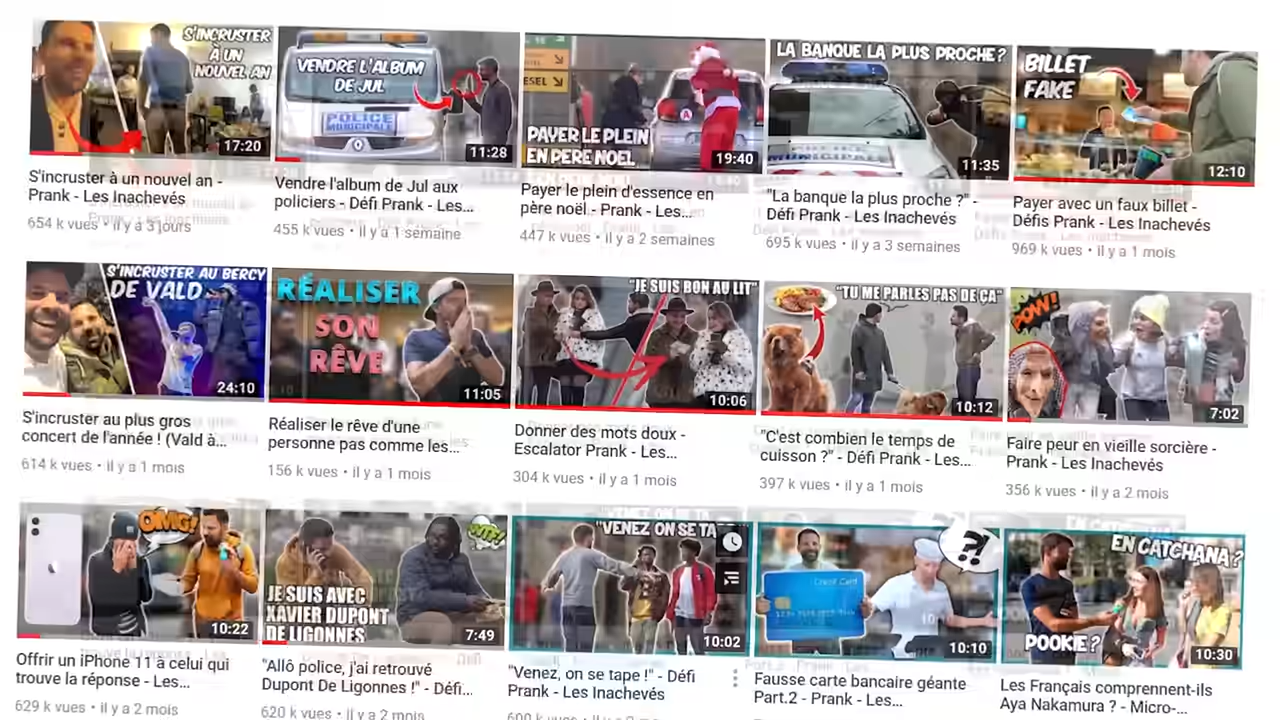 S'INCRUSTER
À UN
NOUVEL AN
17:20
S'incruster à un nouvel an -
Prank - Les Inachevés
654 k vues • il y a 3 jours
VENDRE L'ALBUM
DE JUL
POLICE
MUNICIPALE
11:28
Vendre l'album de Jul aux
policiers - Défi Prank - Les...
455 k vues • il y a 1 semaine
ESEL
A
PAYER LE PLEIN
EN PERE NOEL
19:40
Payer le plein d'essence en
père noël - Prank - Les...
447 k vues • il y a 2 semaines
LA BANQUE LA PLUS PROCHE ?
MUNICIPALE
11:35
"La banque la plus proche ?" -
Défi Prank - Les Inachevés
695 k vues • il y a 3 semaines
BILLET
FAKE
12:10
Payer avec un faux billet -
Défis Prank - Les Inachevés
969 k vues • il y a 1 mois
S'INCRUSTER AU BERCY
DE VALD
24:10
S'incruster au plus gros
concert de l'année ! (Vald à...
614 k vues • il y a 1 mois
RÉALISER
SON
RÊVE
11:05
Réaliser le rêve d'une
personne pas comme les...
156 k vues • il y a 1 mois
"JE SUIS BON AU LIT"
10:06
Donner des mots doux -
Escalator Prank - Les...
304 k vues • il y a 1 mois
"TU ME PARLES PAS DE ÇA"
10:12
"C'est combien le temps de
cuisson ?" - Défi Prank - Les...
397 k vues • il y a 1 mois
POW!
7:02
Faire peur en vieille sorcière -
Prank - Les Inachevés
356 k vues • il y a 2 mois
OMG!
10:22
Offrir un iPhone 11 à celui qui
trouve la réponse - Les...
629 k vues • il y a 2 mois
WTF!
JE SUIS AVEC
XAVIER DUPONT
DE LIGONNES
7:49
"Allô police, j'ai retrouvé
Dupont De Ligonnes !" - Défi...
620 k vues • il y a 2 mois
"VENEZ, ON SE TA
10:02
"Venez, on se tape !" - Défi
Prank - Les Inachevés
Credit Card
?!
10:10
Fausse carte bancaire géante
Part.2 - Prank - Les...
EN CATCHANA ?
POOKIE ?
10:30
Les Français comprennent-ils
Aya Nakamura ? - Micro-...